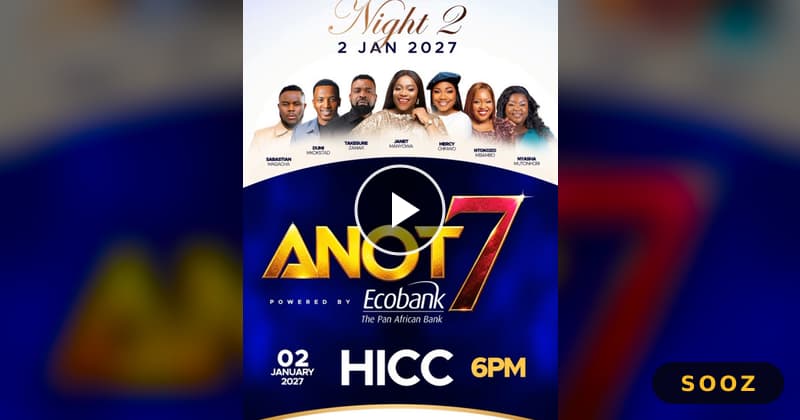 Night 2
2 JAN 2027
SABASTIAN
MAGACHA
DUMI
MKOKSTAD
TAKESURE
ZAMAR
JANET
MANYOWA
MERCY
CHINWO
NTOKOZO
MBAMBO
NYASHA
MUTONHORI
ANOT7
POWERED BY Ecobank
The Pan African Bank
02
JANUARY
2027
HICC
6PM
SOOZ